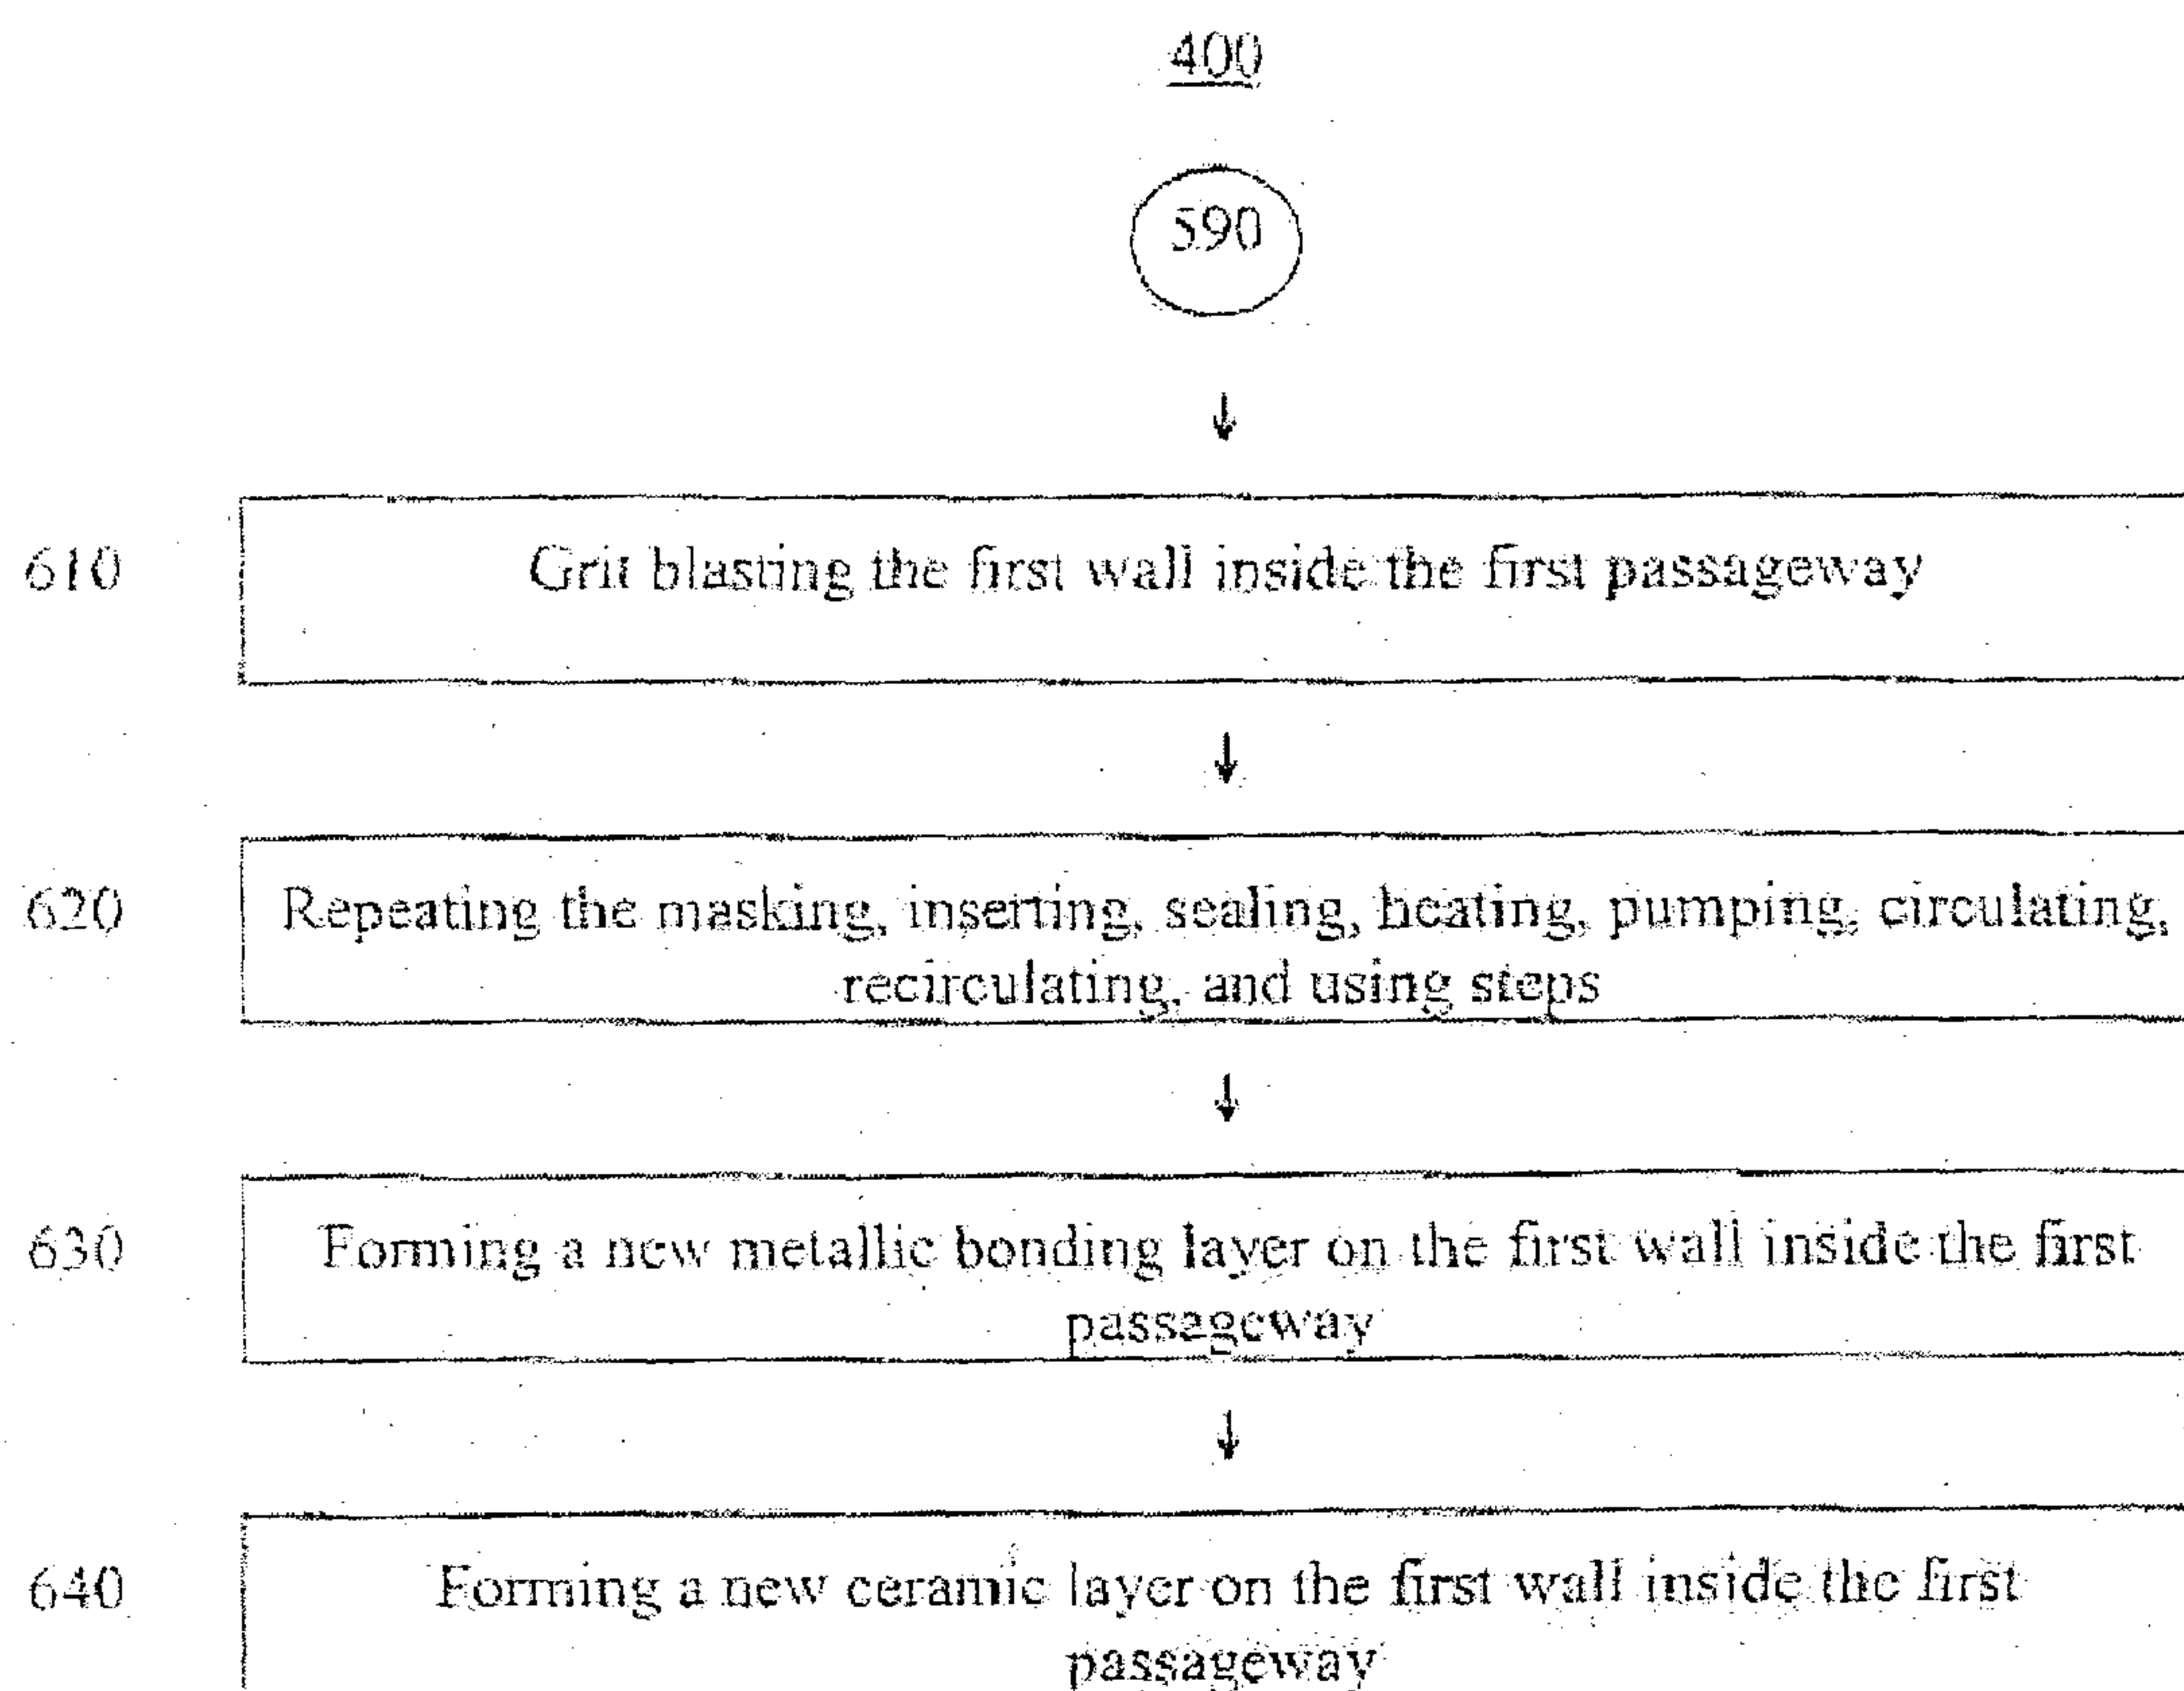 400
590
610
Grit blasting the first wall inside the first passageway
620
Repeating the masking, inserting, sealing, heating, pumping, circulating,
recirculating, and using steps
630
Forming a new metallic bonding layer on the first wall inside the first
passageway
640
Forming a new ceramic layer on the first wall inside the first
passageway